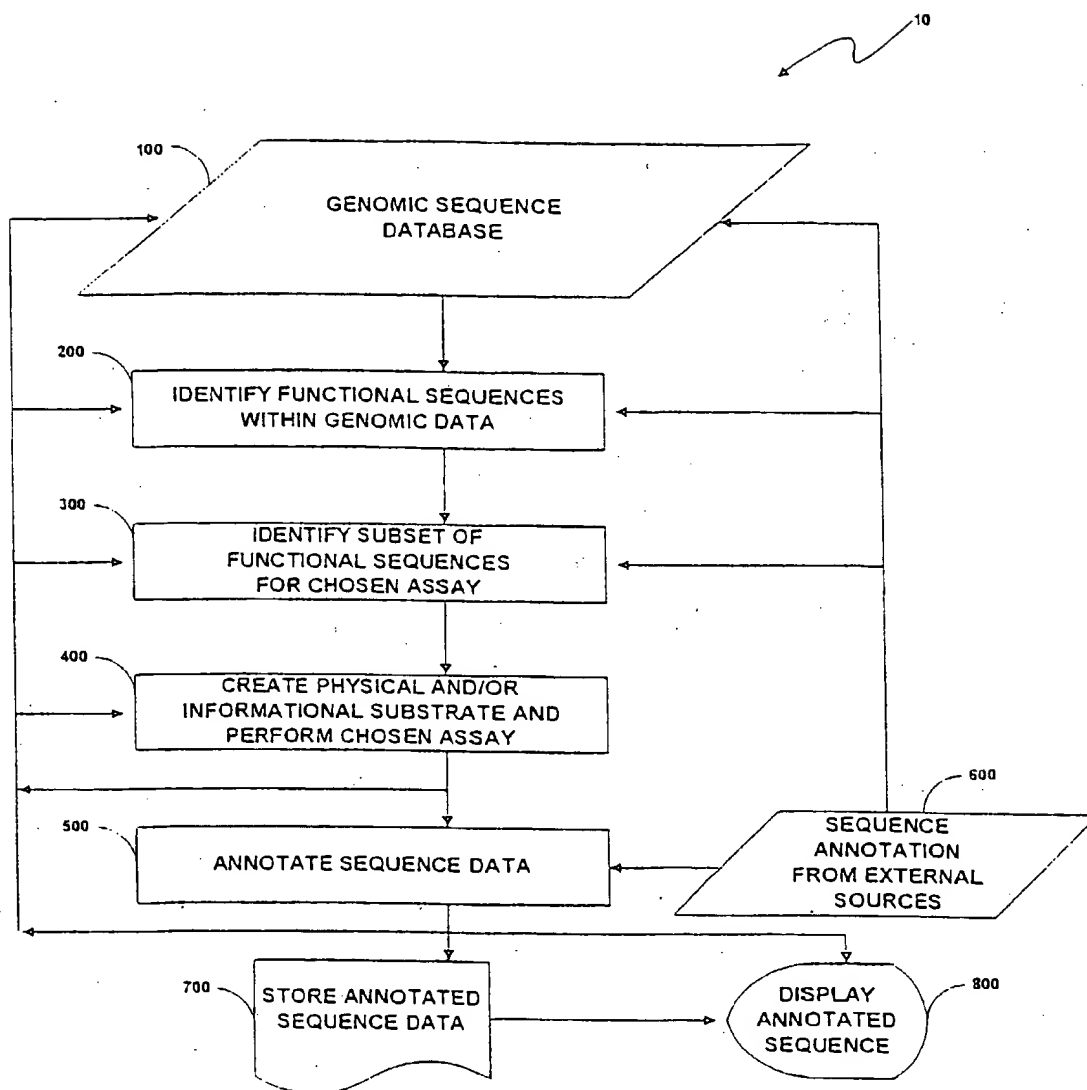 10
100
GENOMIC SEQUENCE
DATABASE
200
IDENTIFY FUNCTIONAL SEQUENCES
WITHIN GENOMIC DATA
300
IDENTIFY SUBSET OF
FUNCTIONAL SEQUENCES
FOR CHOSEN ASSAY
400
CREATE PHYSICAL AND/OR
INFORMATIONAL SUBSTRATE AND
PERFORM CHOSEN ASSAY
500
ANNOTATE SEQUENCE DATA
600
SEQUENCE
ANNOTATION
FROM EXTERNAL
SOURCES
700
STORE ANNOTATED
SEQUENCE DATA
DISPLAY
ANNOTATED
SEQUENCE
800